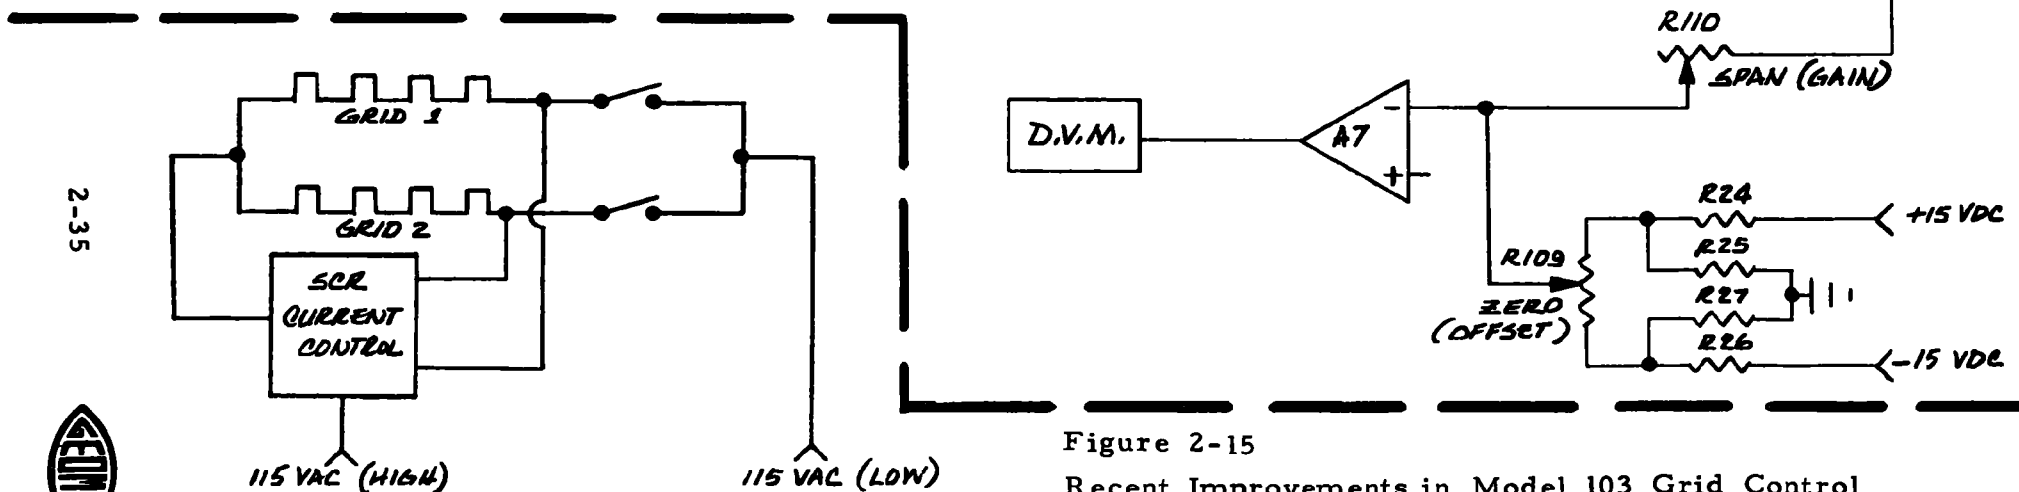 R110
SPAN (GAIN)
GRID 1
D.V.M.
A7
-
+
2-35
GRID 2
R24
+15 VDC
R25
R109
R27
ZERO
(OFFSET)
R26
-15 VDC
SCR
CURRENT
CONTROL
115 VAC (HIGH)
115 VAC (LOW)
Figure 2-15
Recent Improvements in Model 103 Grid Control